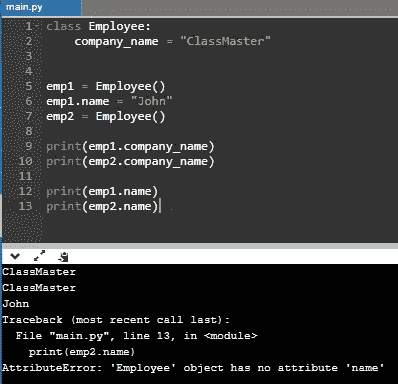 main.py
1 class Employee:
2     company_name = "ClassMaster"
3
4
5 emp1 = Employee()
6 emp1.name = "John"
7 emp2 = Employee()
8
9 print(emp1.company_name)
10 print(emp2.company_name)
11
12 print(emp1.name)
13 print(emp2.name)
ClassMaster
ClassMaster
John
Traceback (most recent call last):
  File "main.py", line 13, in <module>
    print(emp2.name)
AttributeError: 'Employee' object has no attribute 'name'